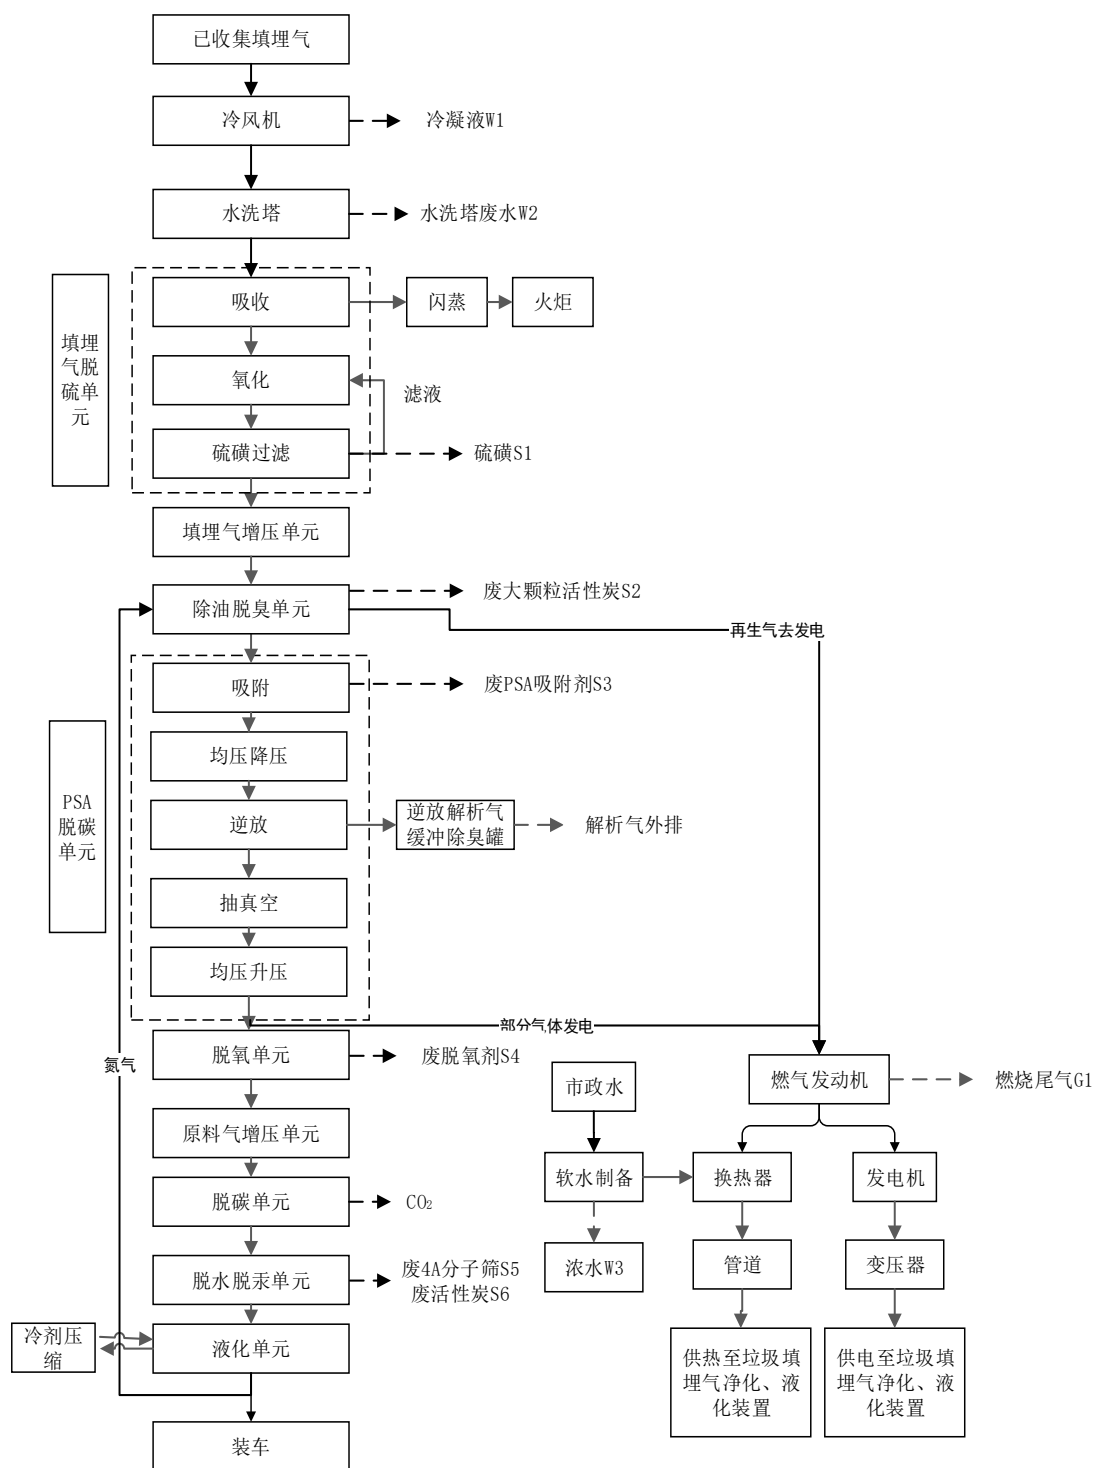 已收集填埋气
冷风机
冷凝液W1
水洗塔
水洗塔废水W2
填埋
气脱
硫单
元
吸收
闪蒸
火炬
氧化
滤液
硫磺过滤
硫磺S1
填埋气增压单元
除油脱臭单元
废大颗粒活性炭S2
再生气去发电
吸附
废PSA吸附剂S3
PSA
脱碳
单元
均压降压
逆放
逆放解析气
缓冲除臭罐
解析气外排
抽真空
均压升压
部分气体发电
脱氧单元
废脱氧剂S4
氮气
市政水
燃气发动机
燃烧尾气G1
原料气增压单元
软水制备
换热器
发电机
脱碳单元
CO₂
浓水W3
管道
变压器
脱水脱汞单元
废4A分子筛S5
废活性炭S6
冷剂压
缩
液化单元
供热至垃圾填
埋气净化、液
化装置
供电至垃圾填
埋气净化、液
化装置
装车